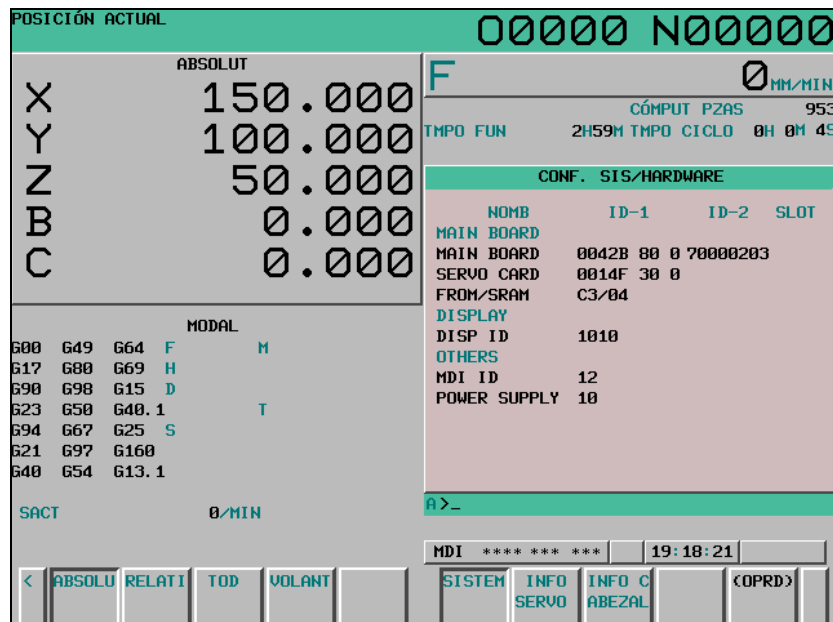 POSICIÓN ACTUAL
O0000 N00000
ABSOLUT
X 150.000
Y 100.000
Z 50.000
B 0.000
C 0.000
F 0 MM/MIN
CÓMPUT PZAS 953
TMPO FUN 2H59M TMPO CICLO 0H 0M 4S
MODAL
G00 G49 G64 F M
G17 G80 G69 H
G90 G98 G15 D
G23 G50 G40.1 T
G94 G67 G25 S
G21 G97 G160
G40 G54 G13.1
SACT 0/MIN
CONF. SIS/HARDWARE
NOMB ID-1 ID-2 SLOT
MAIN BOARD
MAIN BOARD 0042B 80 0 70000203
SERVO CARD 0014F 30 0
FROM/SRAM C3/04
DISPLAY
DISP ID 1010
OTHERS
MDI ID 12
POWER SUPPLY 10
A>_
MDI **** *** *** 19:18:21
< ABSOLU RELATI TOD VOLANT
SISTEM INFO SERVO INFO C ABEZAL (OPRD)